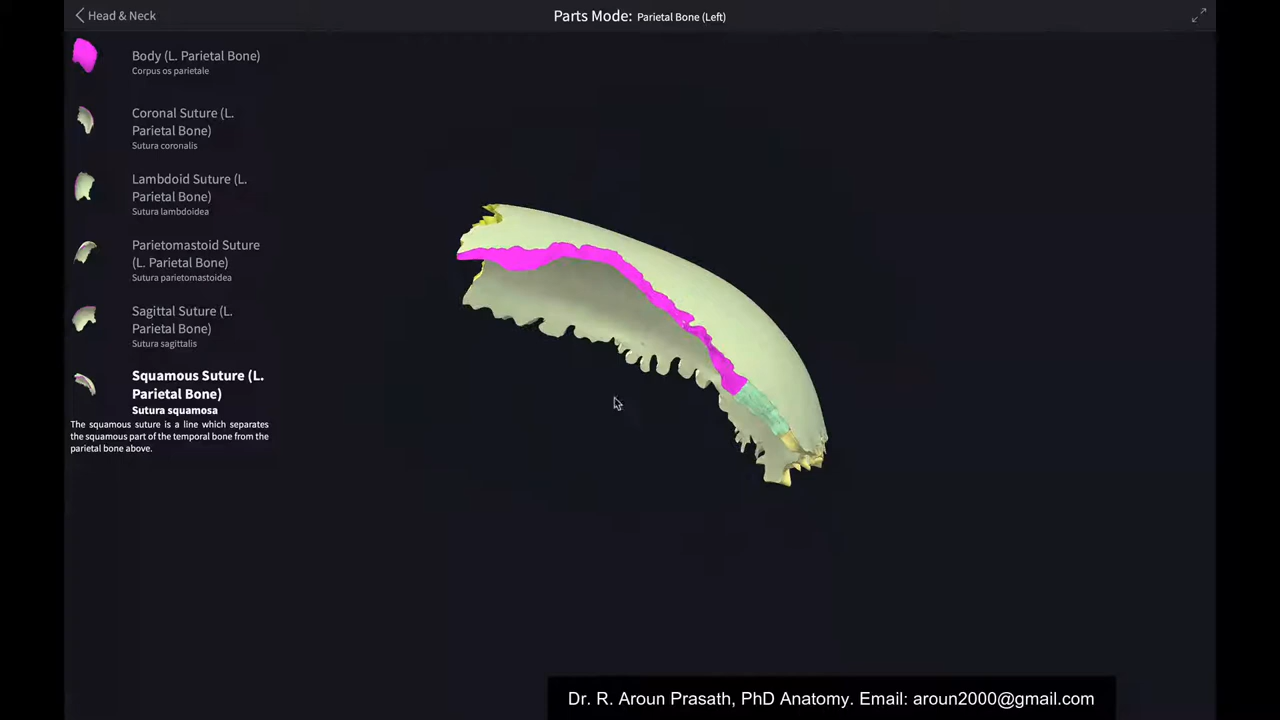 Head & Neck
Parts Mode: Parietal Bone (Left)
Body (L. Parietal Bone)
Corpus os parietale
Coronal Suture (L.
Parietal Bone)
Sutura coronalis
Lambdoid Suture (L.
Parietal Bone)
Sutura lambdoidea
Parietomastoid Suture
(L. Parietal Bone)
Sutura parietomastoidea
Sagittal Suture (L.
Parietal Bone)
Sutura sagittalis
Squamous Suture (L.
Parietal Bone)
Sutura squamosa
The squamous suture is a line which separates
the squamous part of the temporal bone from the
parietal bone above.
Dr. R. Aroun Prasath, PhD Anatomy. Email: aroun2000@gmail.com